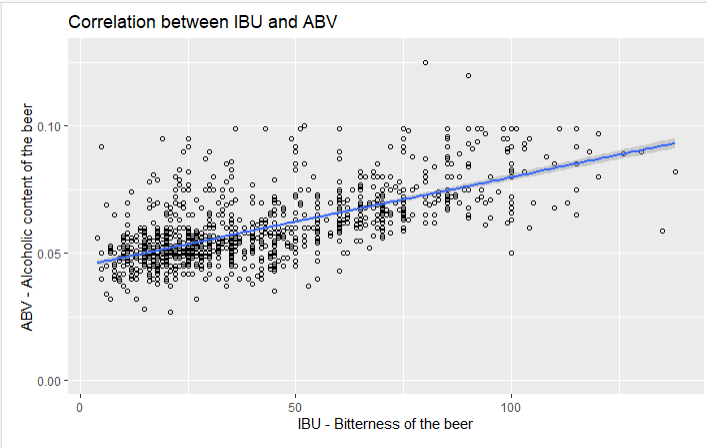 Correlation between IBU and ABV
ABV - Alcoholic content of the beer
0.10
0.05
0.00
0
50
100
IBU - Bitterness of the beer